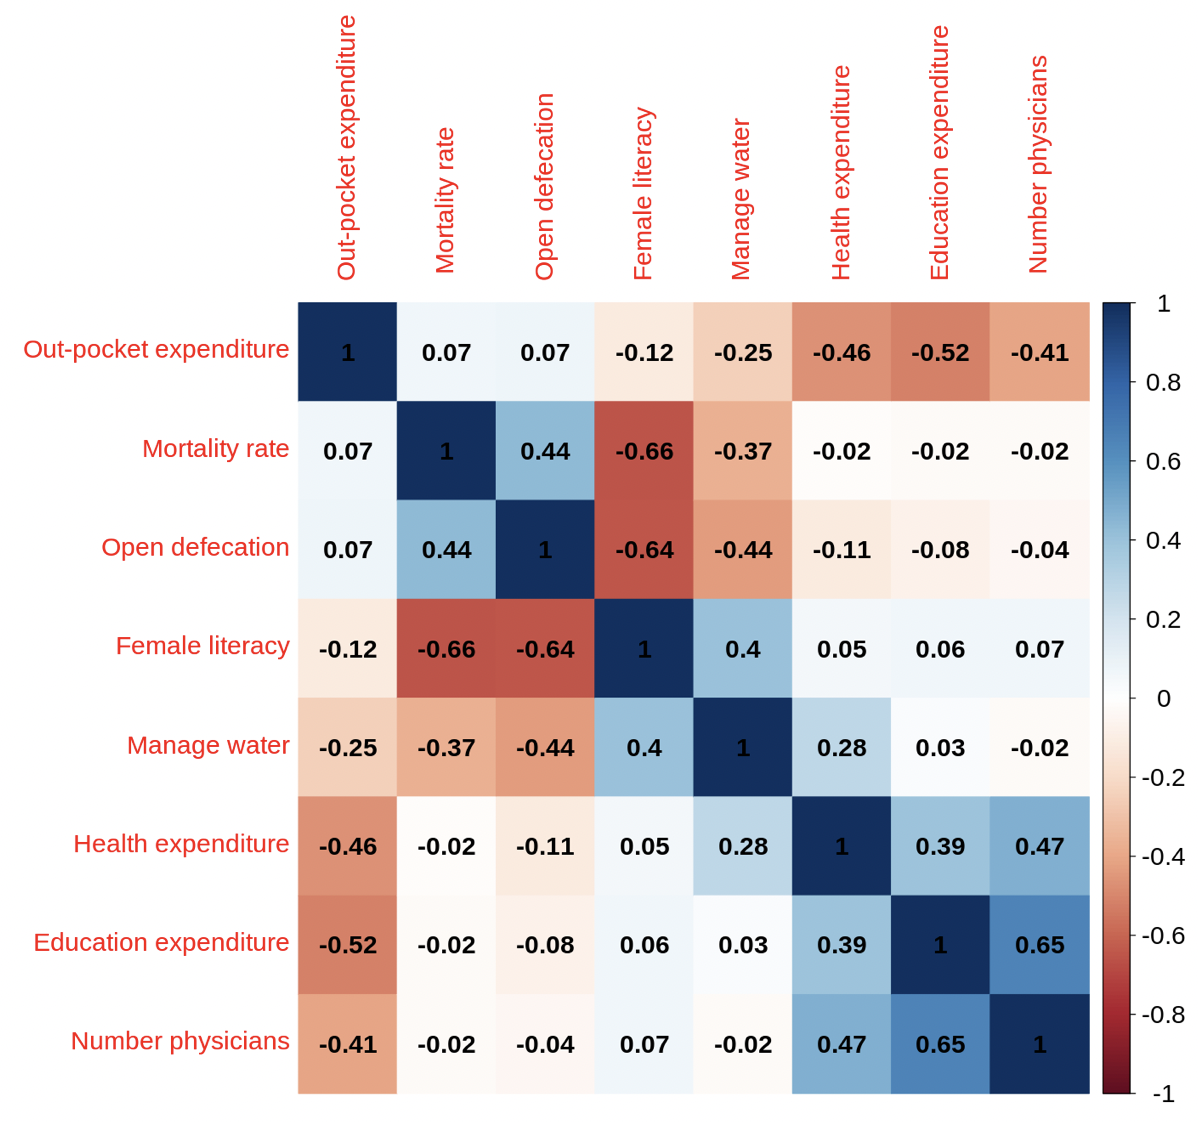 Out-pocket expenditure
Mortality rate
Open defecation
Female literacy
Manage water
Health expenditure
Education expenditure
Number physicians
Out-pocket expenditure 1 0.07 0.07 -0.12 -0.25 -0.46 -0.52 -0.41
Mortality rate 0.07 1 0.44 -0.66 -0.37 -0.02 -0.02 -0.02
Open defecation 0.07 0.44 1 -0.64 -0.44 -0.11 -0.08 -0.04
Female literacy -0.12 -0.66 -0.64 1 0.4 0.05 0.06 0.07
Manage water -0.25 -0.37 -0.44 0.4 1 0.28 0.03 -0.02
Health expenditure -0.46 -0.02 -0.11 0.05 0.28 1 0.39 0.47
Education expenditure -0.52 -0.02 -0.08 0.06 0.03 0.39 1 0.65
Number physicians -0.41 -0.02 -0.04 0.07 -0.02 0.47 0.65 1
1
0.8
0.6
0.4
0.2
0
-0.2
-0.4
-0.6
-0.8
-1